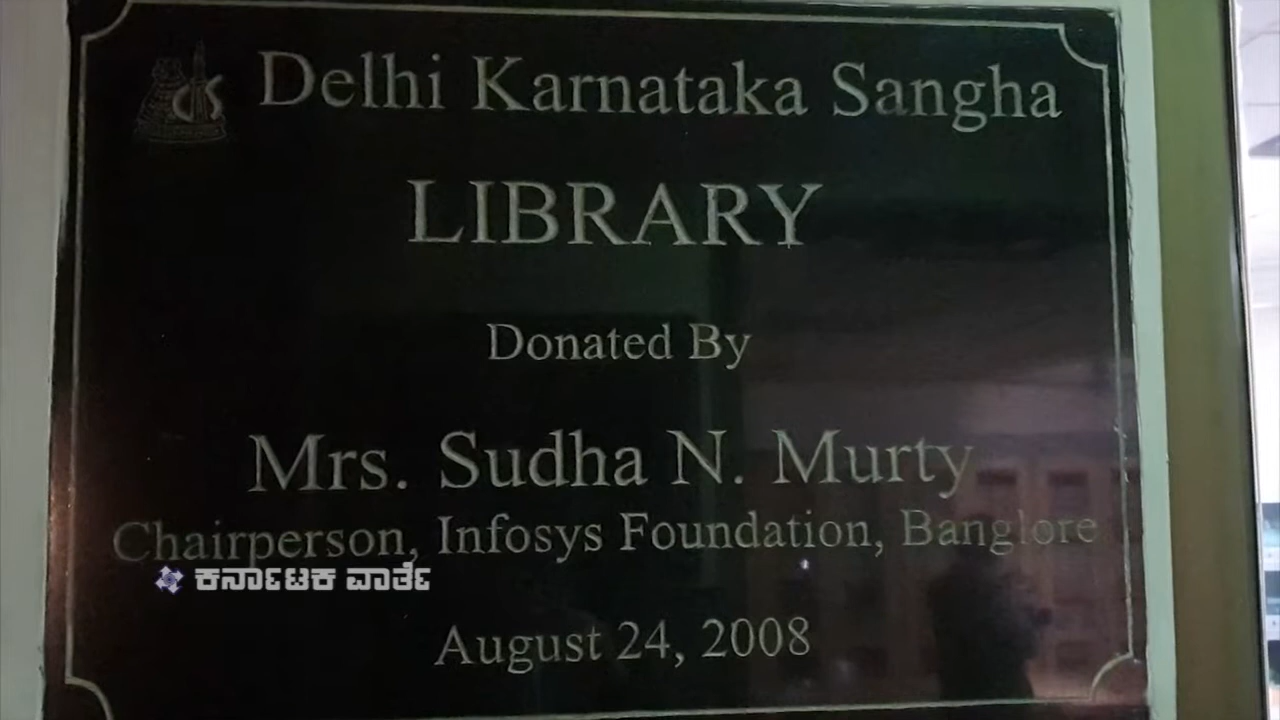 Delhi Karnataka Sangha
LIBRARY
Donated By
Mrs. Sudha N. Murty
Chairperson, Infosys Foundation, Banglore
ಕರ್ನಾಟಕ ವಾರ್ತೆ
August 24, 2008